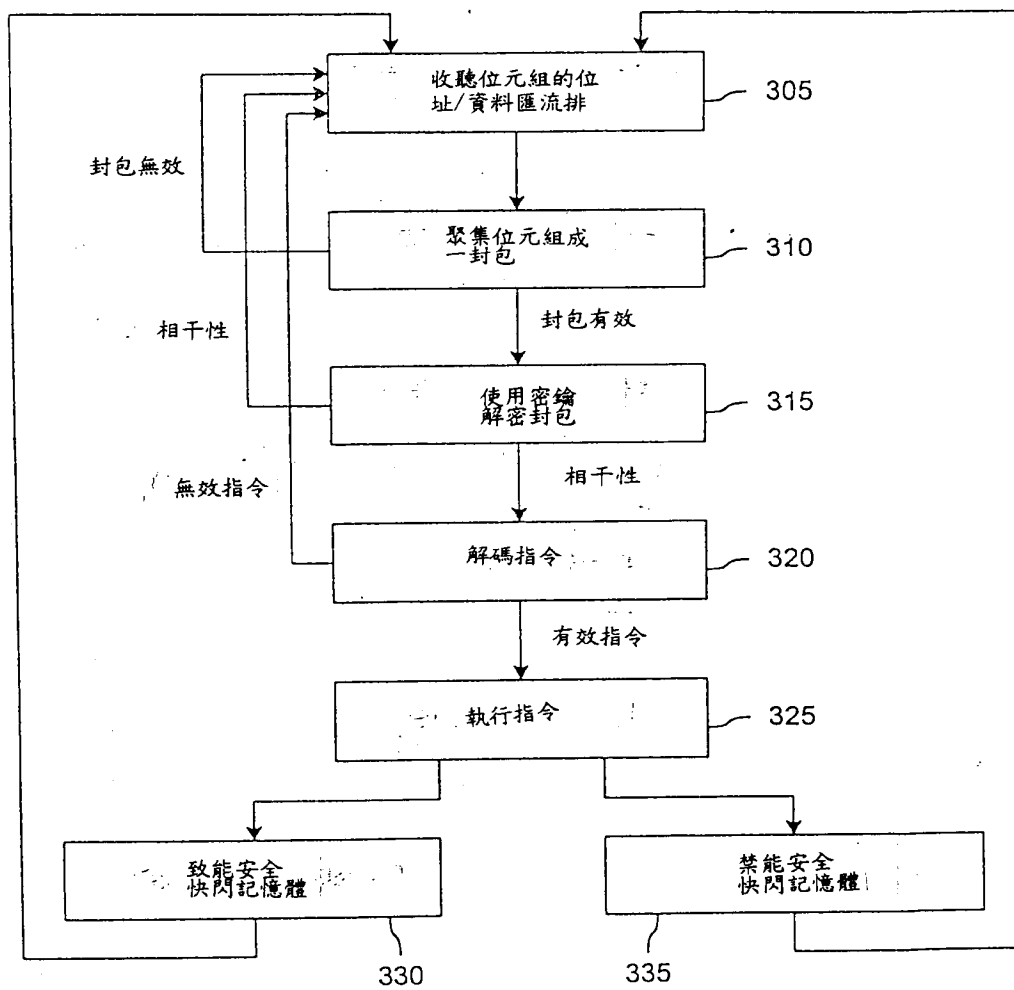 收聽位元組的位
址/資料匯流排
305
封包無效
聚集位元組成
一封包
310
相干性
封包有效
使用密鑰
解密封包
315
無效指令
相干性
解碼指令
320
有效指令
執行指令
325
致能安全
快閃記憶體
330
禁能安全
快閃記憶體
335